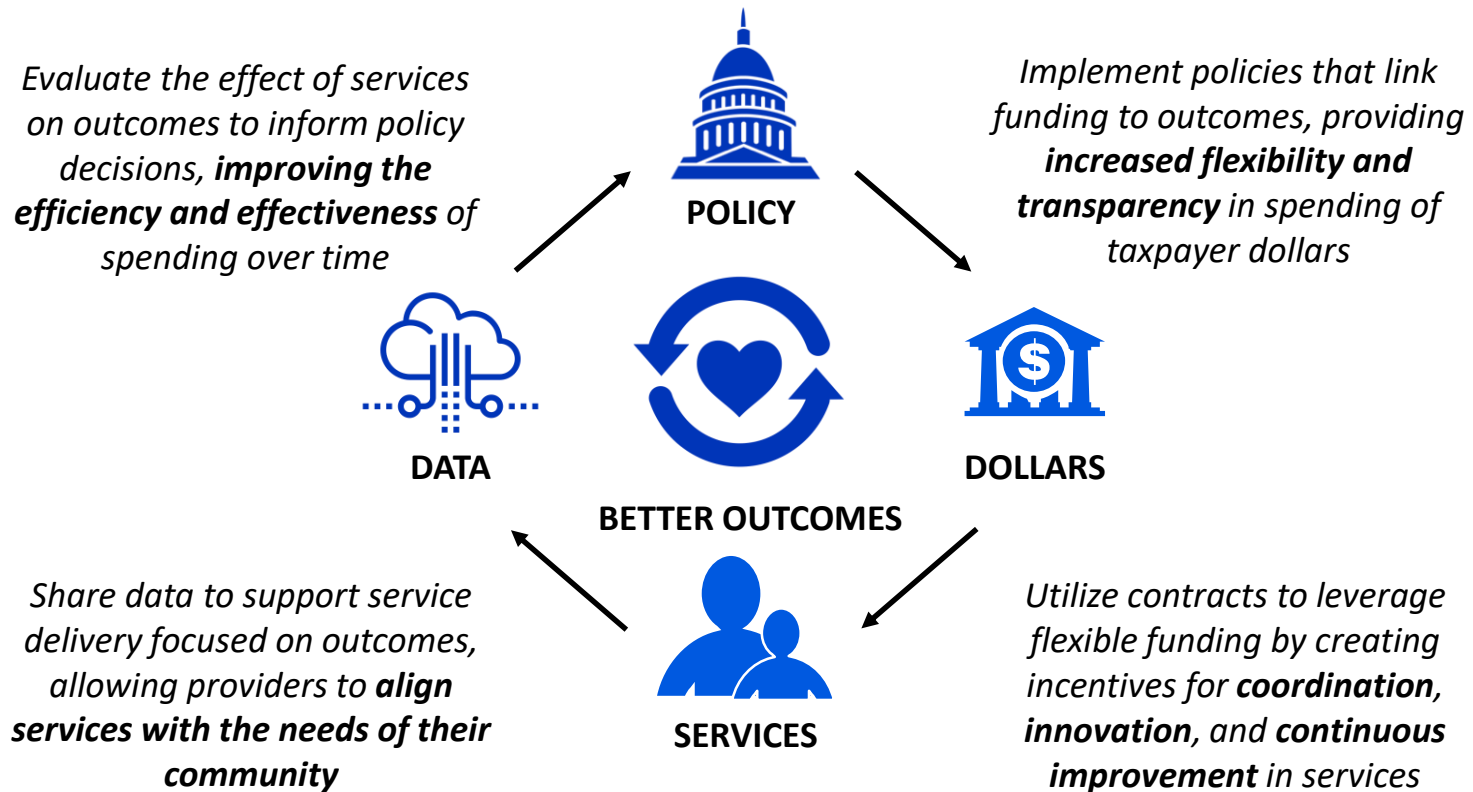 Evaluate the effect of services
on outcomes to inform policy
decisions, improving the
efficiency and effectiveness of
spending over time
POLICY
Implement policies that link
funding to outcomes, providing
increased flexibility and
transparency in spending of
taxpayer dollars
DATA
$
DOLLARS
BETTER OUTCOMES
Share data to support service
delivery focused on outcomes,
allowing providers to align
services with the needs of their
community
SERVICES
Utilize contracts to leverage
flexible funding by creating
incentives for coordination,
innovation, and continuous
improvement in services